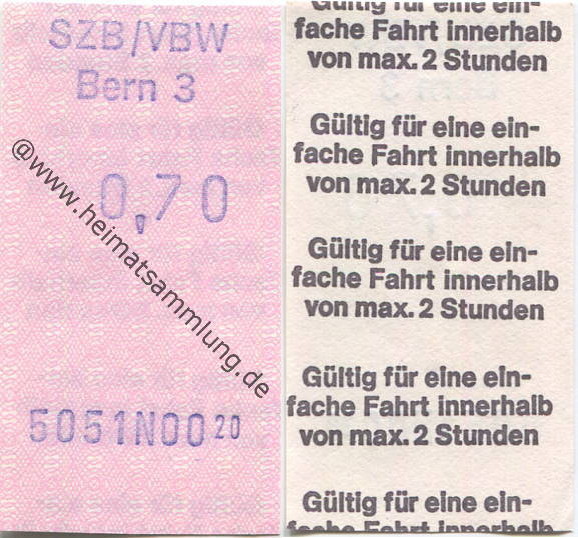 SZB/VBW
Bern 3
0,70
@www.heimatsammlung.de
5051N00 20
Gültig für eine ein-
fache Fahrt innerhalb
von max. 2 Stunden
Gültig für eine ein-
fache Fahrt innerhalb
von max. 2 Stunden
Gültig für eine ein-
fache Fahrt innerhalb
von max. 2 Stunden
Gültig für eine ein-
fache Fahrt innerhalb
von max. 2 Stunden
Gültig für eine ein-
fache Fahrt innerhalb